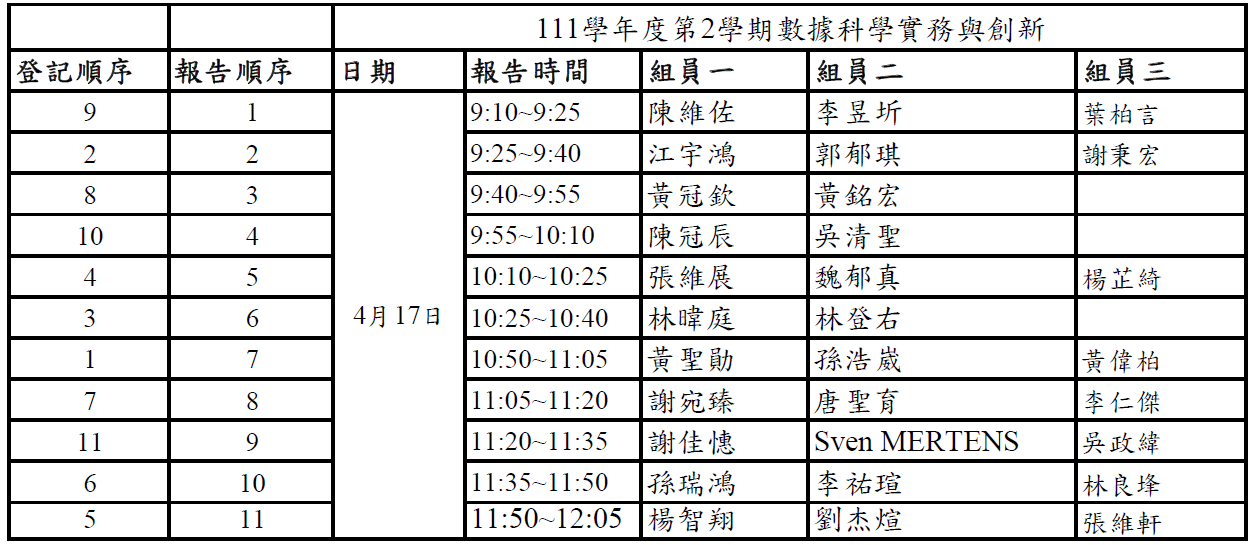 111學年度第2學期數據科學實務與創新
登記順序 報告順序 日期 報告時間 組員一 組員二 組員三
9 1 9:10~9:25 陳維佐 李昱圻 葉柏言
2 2 9:25~9:40 江宇鴻 郭郁琪 謝秉宏
8 3 9:40~9:55 黃冠欽 黃銘宏
10 4 9:55~10:10 陳冠辰 吳清聖
4 5 10:10~10:25 張維展 魏郁真 楊芷綺
3 6 4月17日 10:25~10:40 林暐庭 林登右
1 7 10:50~11:05 黃聖勛 孫浩崴 黃偉柏
7 8 11:05~11:20 謝宛臻 唐聖育 李仁傑
11 9 11:20~11:35 謝佳憓 Sven MERTENS 吳政緯
6 10 11:35~11:50 孫瑞鴻 李祐瑄 林良埄
5 11 11:50~12:05 楊智翔 劉杰煊 張維軒